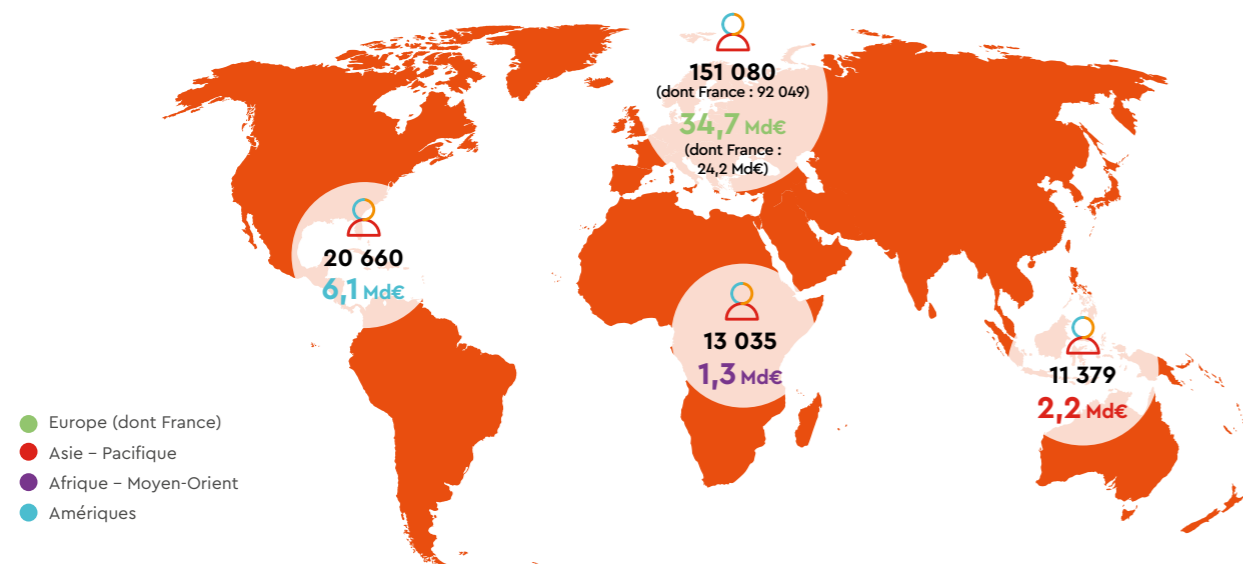 151 080
(dont France : 92 049)
34,7 Md€
(dont France :
24,2 Md€)
20 660
6,1 Md€
13 035
1,3 Md€
11 379
2,2 Md€
Europe (dont France)
Asie – Pacifique
Afrique – Moyen-Orient
Amériques